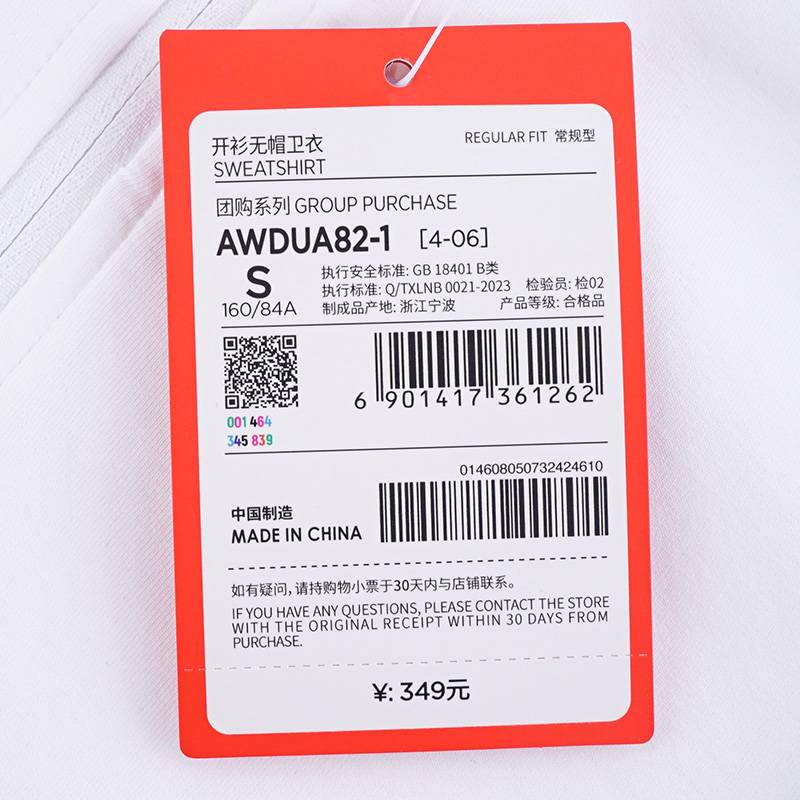 开衫无帽卫衣
SWEATSHIRT
REGULAR FIT 常规型
团购系列 GROUP PURCHASE
AWDUA82-1 [4-06]
S
160/84A
执行安全标准: GB 18401 B类
执行标准: Q/TXLNB 0021-2023 检验员: 检02
制成品产地: 浙江宁波 产品等级: 合格品
001 464
345 839
6 901417 361262
014608050732424610
中国制造
MADE IN CHINA
如有疑问，请持购物小票于30天内与店铺联系。
IF YOU HAVE ANY QUESTIONS, PLEASE CONTACT THE STORE
WITH THE ORIGINAL RECEIPT WITHIN 30 DAYS FROM
PURCHASE.
¥: 349元